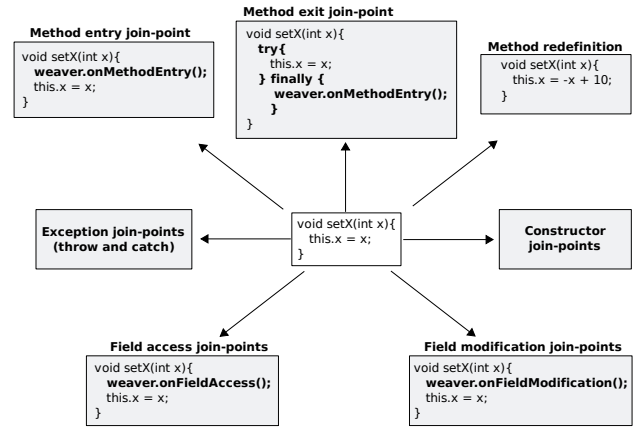 Method entry join-point
void setX(int x){
weaver.onMethodEntry();
this.x = x;
}
Method exit join-point
void setX(int x){
try{
this.x = x;
} finally {
weaver.onMethodEntry();
}
}
Method redefinition
void setX(int x){
this.x = -x + 10;
}
Exception join-points
(throw and catch)
void setX(int x){
this.x = x;
}
Constructor
join-points
Field access join-points
void setX(int x){
weaver.onFieldAccess();
this.x = x;
}
Field modification join-points
void setX(int x){
weaver.onFieldModification();
this.x = x;
}